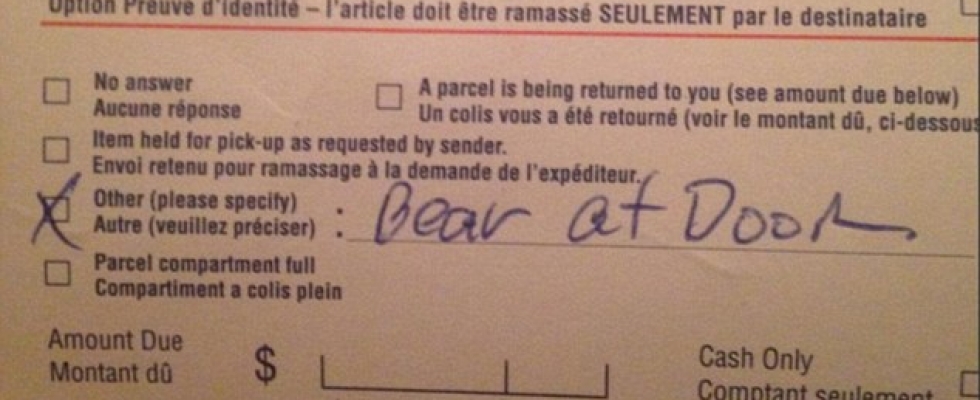 Option Preuve d'identité – l'article doit être ramassé SEULEMENT par le destinataire
No answer
Aucune réponse
A parcel is being returned to you (see amount due below)
Un colis vous a été retourné (voir le montant dû, ci-dessous
Item held for pick-up as requested by sender.
Envoi retenu pour ramassage à la demande de l'expéditeur.
Other (please specify)
Autre (veuillez préciser) : Bear at Door
Parcel compartment full
Compartiment a colis plein
Amount Due
Montant dû
$
Cash Only
Comptant seulement